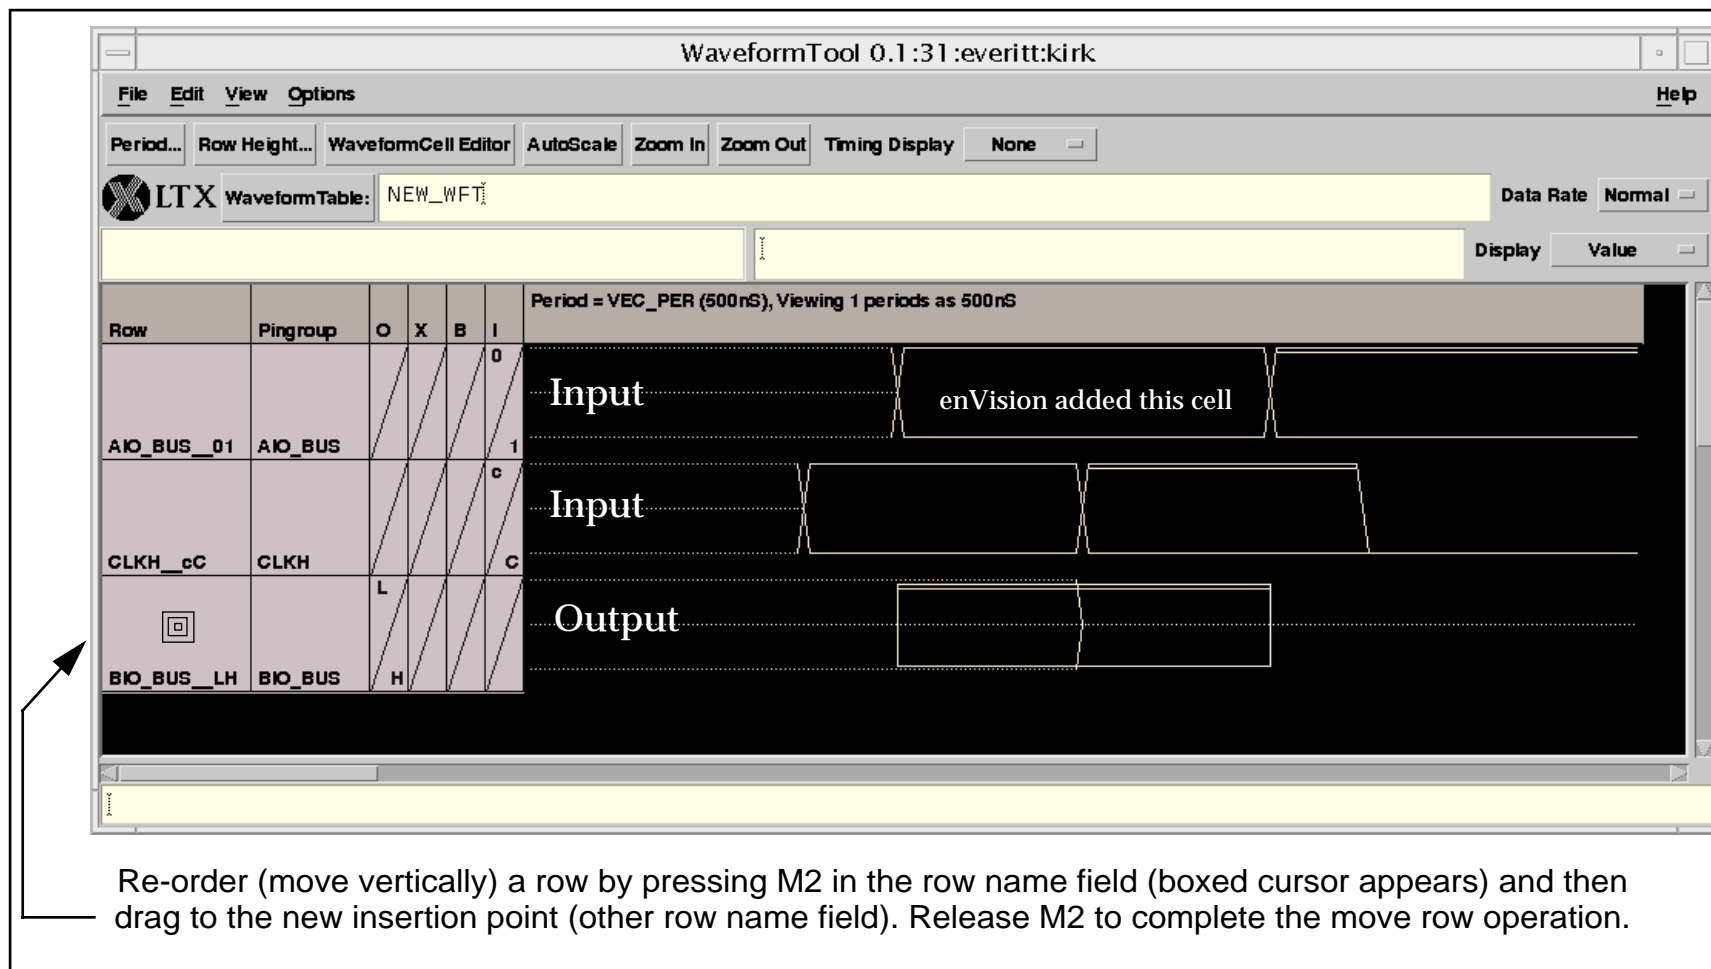 WaveformTool 0.1:31:everitt:kirk
File Edit View Options Help
Period... Row Height... WaveformCell Editor AutoScale Zoom In Zoom Out Timing Display None
LTX WaveformTable: NEW_WFT Data Rate Normal
Display Value
Period = VEC_PER (500nS), Viewing 1 periods as 500nS
Row Pingroup O X B I
0
Input enVision added this cell
AIO_BUS__01 AIO_BUS 1
c
Input
CLKH__cC CLKH C
L
Output
BIO_BUS__LH BIO_BUS H
Re-order (move vertically) a row by pressing M2 in the row name field (boxed cursor appears) and then
drag to the new insertion point (other row name field). Release M2 to complete the move row operation.